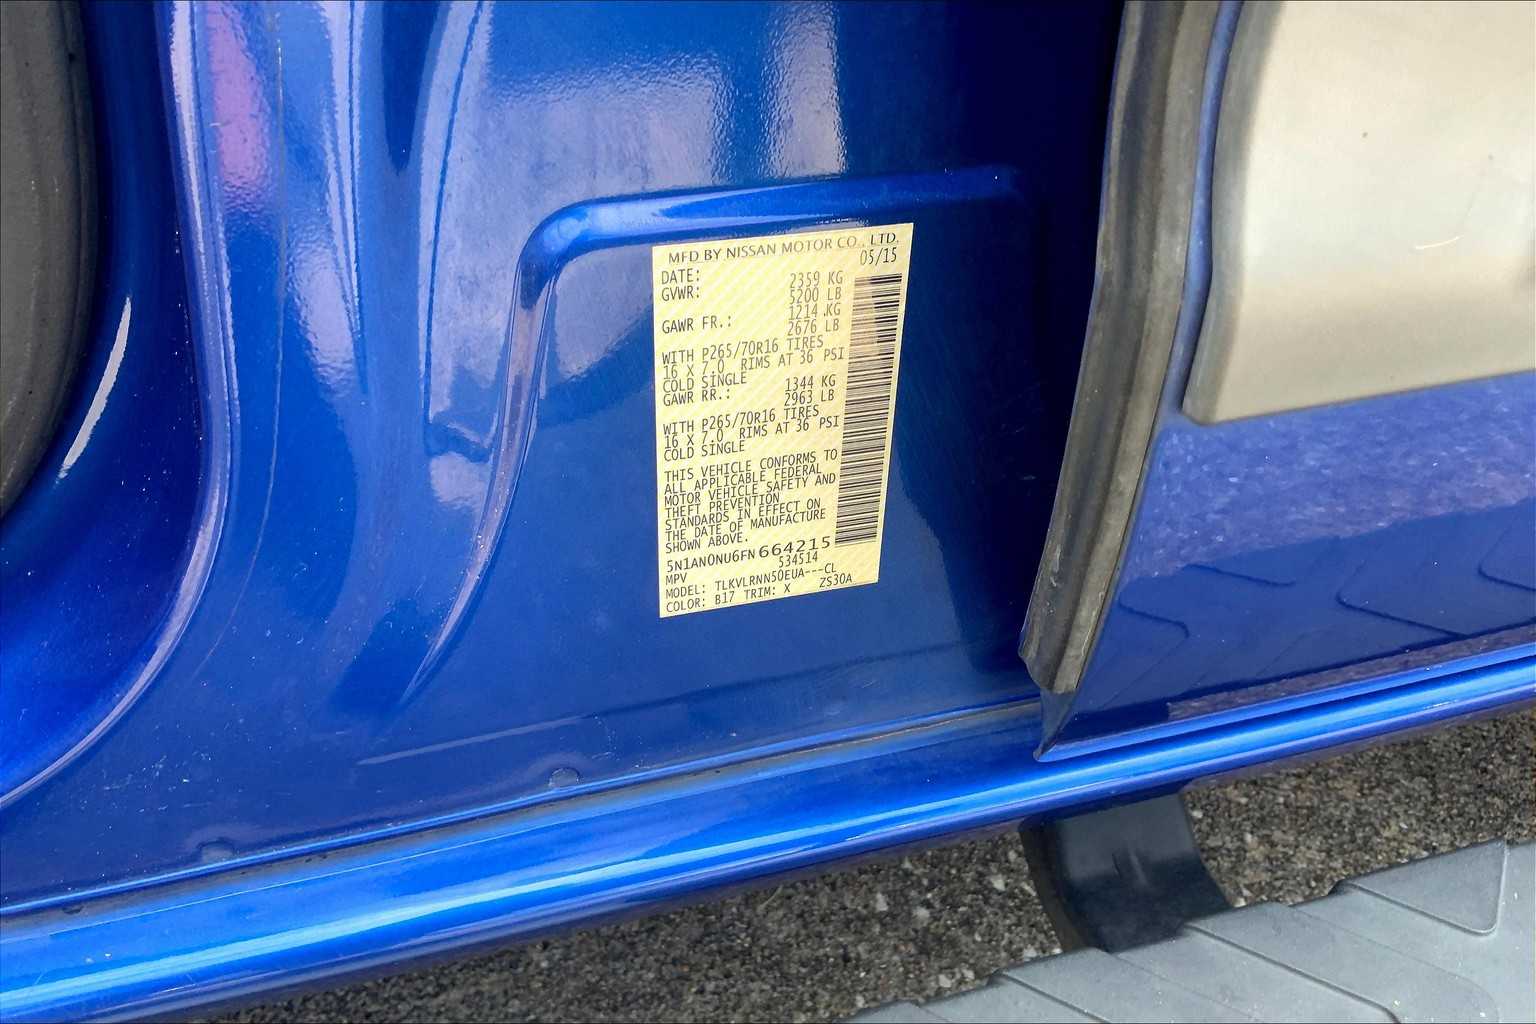 MFD BY NISSAN MOTOR CO., LTD.
DATE: 05/15
GVWR: 2359 KG
5200 LB
GAWR FR.: 1214 KG
2676 LB
WITH P265/70R16 TIRES
16 X 7.0 RIMS AT 36 PSI
COLD SINGLE
GAWR RR.: 1344 KG
2963 LB
WITH P265/70R16 TIRES
16 X 7.0 RIMS AT 36 PSI
COLD SINGLE
THIS VEHICLE CONFORMS TO
ALL APPLICABLE FEDERAL
MOTOR VEHICLE SAFETY AND
THEFT PREVENTION
STANDARDS IN EFFECT ON
THE DATE OF MANUFACTURE
SHOWN ABOVE.
5N1AN0NU6FN664215
MPV 534514
MODEL: TLKVLRNN50EUA---CL
COLOR: B17 TRIM: X ZS30A